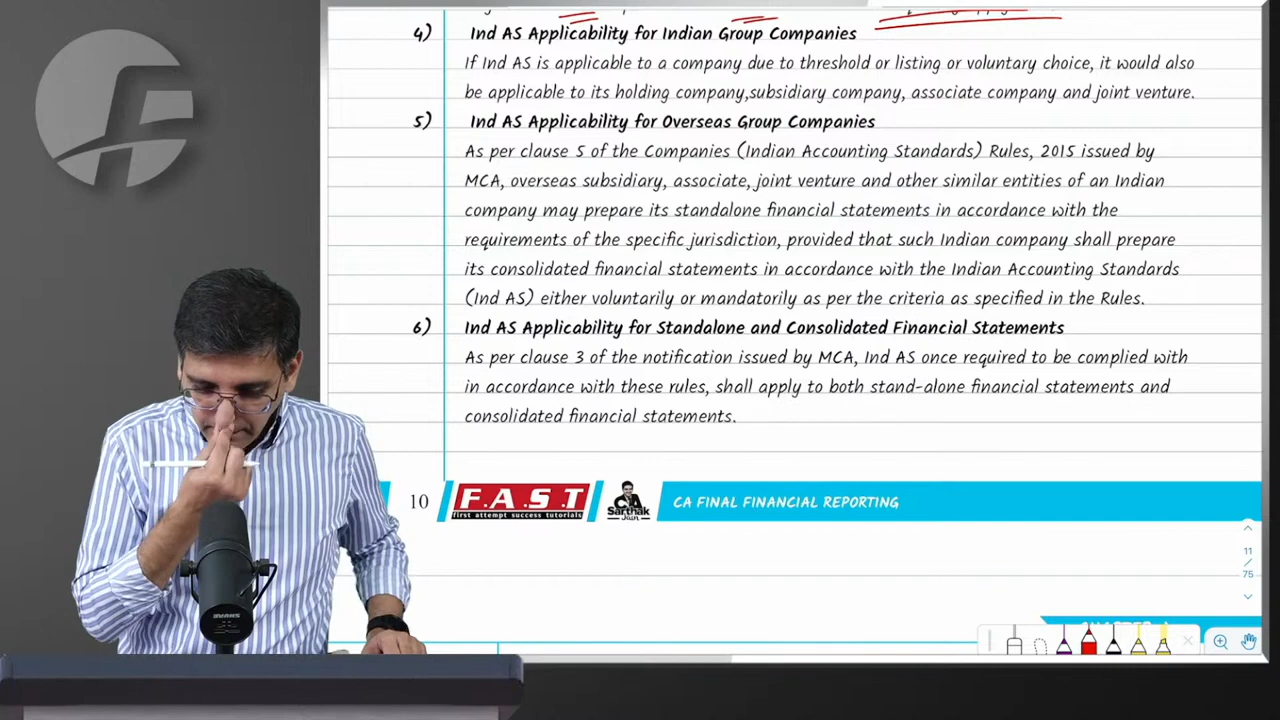 4) Ind AS Applicability for Indian Group Companies
If Ind AS is applicable to a company due to threshold or listing or voluntary choice, it would also
be applicable to its holding company,subsidiary company, associate company and joint venture.
5) Ind AS Applicability for Overseas Group Companies
As per clause 5 of the Companies (Indian Accounting Standards) Rules, 2015 issued by
MCA, overseas subsidiary, associate, joint venture and other similar entities of an Indian
company may prepare its standalone financial statements in accordance with the
requirements of the specific jurisdiction, provided that such Indian company shall prepare
its consolidated financial statements in accordance with the Indian Accounting Standards
(Ind AS) either voluntarily or mandatorily as per the criteria as specified in the Rules.
6) Ind AS Applicability for Standalone and Consolidated Financial Statements
As per clause 3 of the notification issued by MCA, Ind AS once required to be complied with
in accordance with these rules, shall apply to both stand-alone financial statements and
consolidated financial statements.
10
F.A.S.T
first attempt success tutorials
CA
Sarthak
Jain
CA FINAL FINANCIAL REPORTING
11
/
75
SHURE